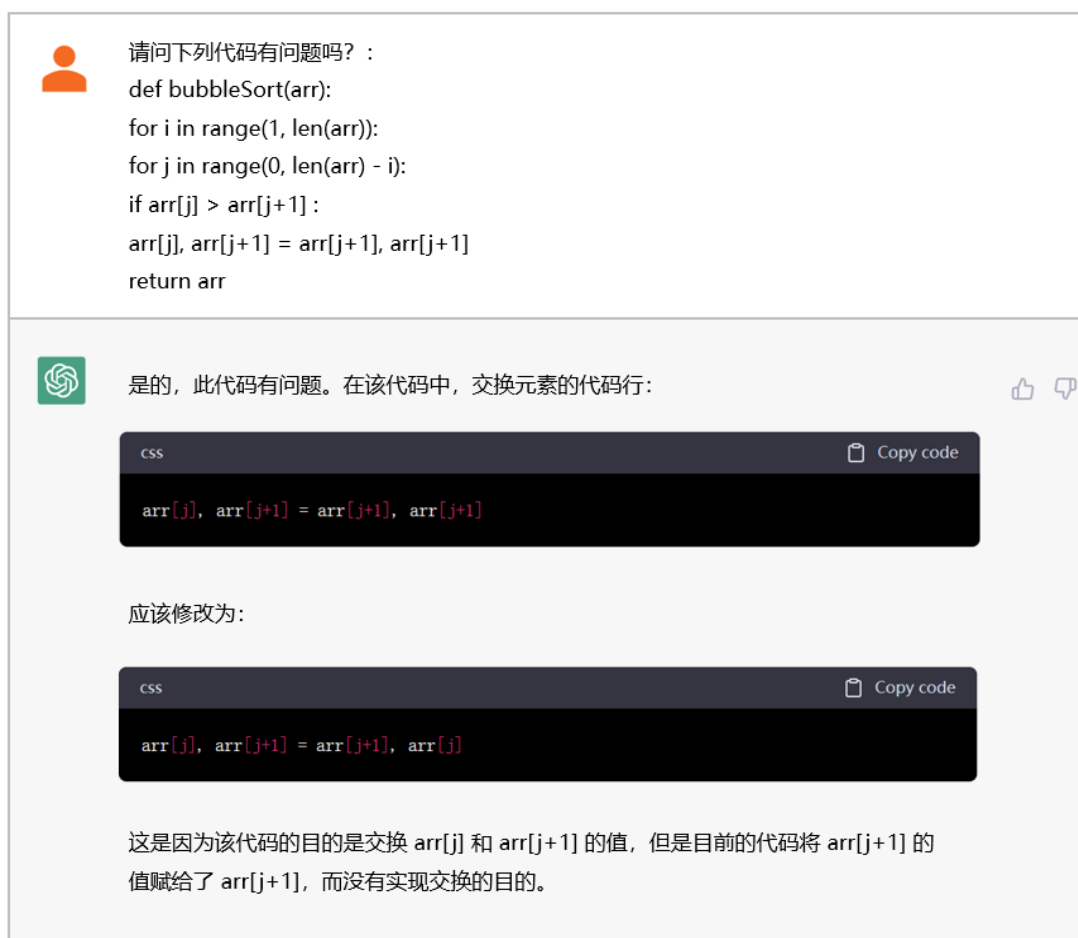 请问下列代码有问题吗？：
def bubbleSort(arr):
for i in range(1, len(arr)):
for j in range(0, len(arr) - i):
if arr[j] > arr[j+1] :
arr[j], arr[j+1] = arr[j+1], arr[j+1]
return arr
是的，此代码有问题。在该代码中，交换元素的代码行：
css Copy code
arr[j], arr[j+1] = arr[j+1], arr[j+1]
应该修改为：
css Copy code
arr[j], arr[j+1] = arr[j+1], arr[j]
这是因为该代码的目的是交换 arr[j] 和 arr[j+1] 的值，但是目前的代码将 arr[j+1] 的
值赋给了 arr[j+1]，而没有实现交换的目的。